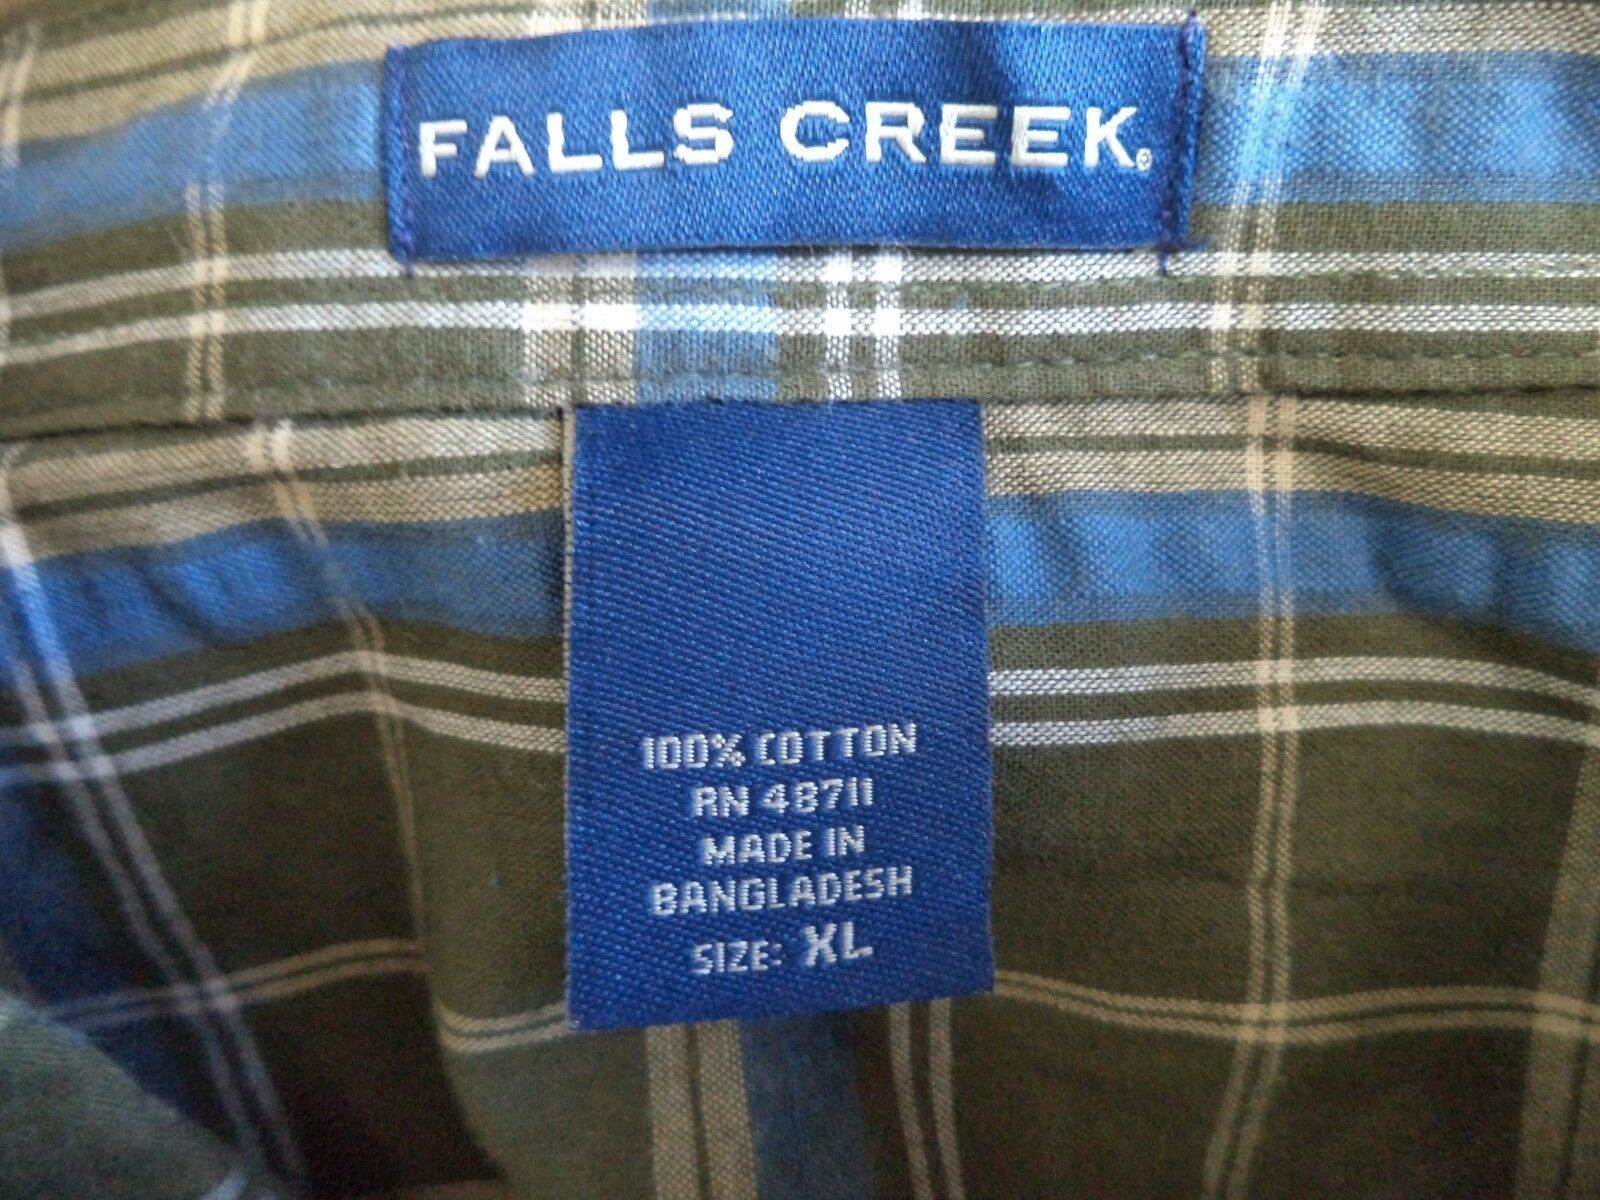 FALLS CREEK®
100% COTTON
RN 48711
MADE IN
BANGLADESH
SIZE: XL